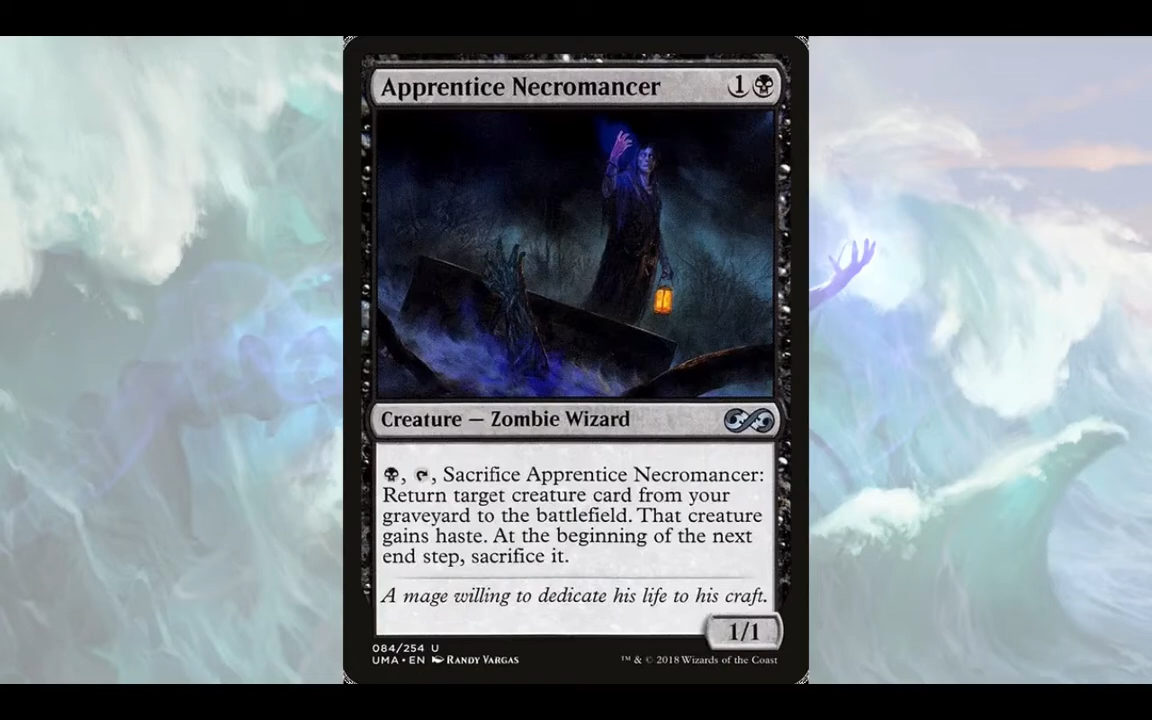 Apprentice Necromancer 1
Creature — Zombie Wizard
, , Sacrifice Apprentice Necromancer:
Return target creature card from your
graveyard to the battlefield. That creature
gains haste. At the beginning of the next
end step, sacrifice it.
A mage willing to dedicate his life to his craft.
1/1
084/254 U
UMA • EN RANDY VARGAS
™ & © 2018 Wizards of the Coast